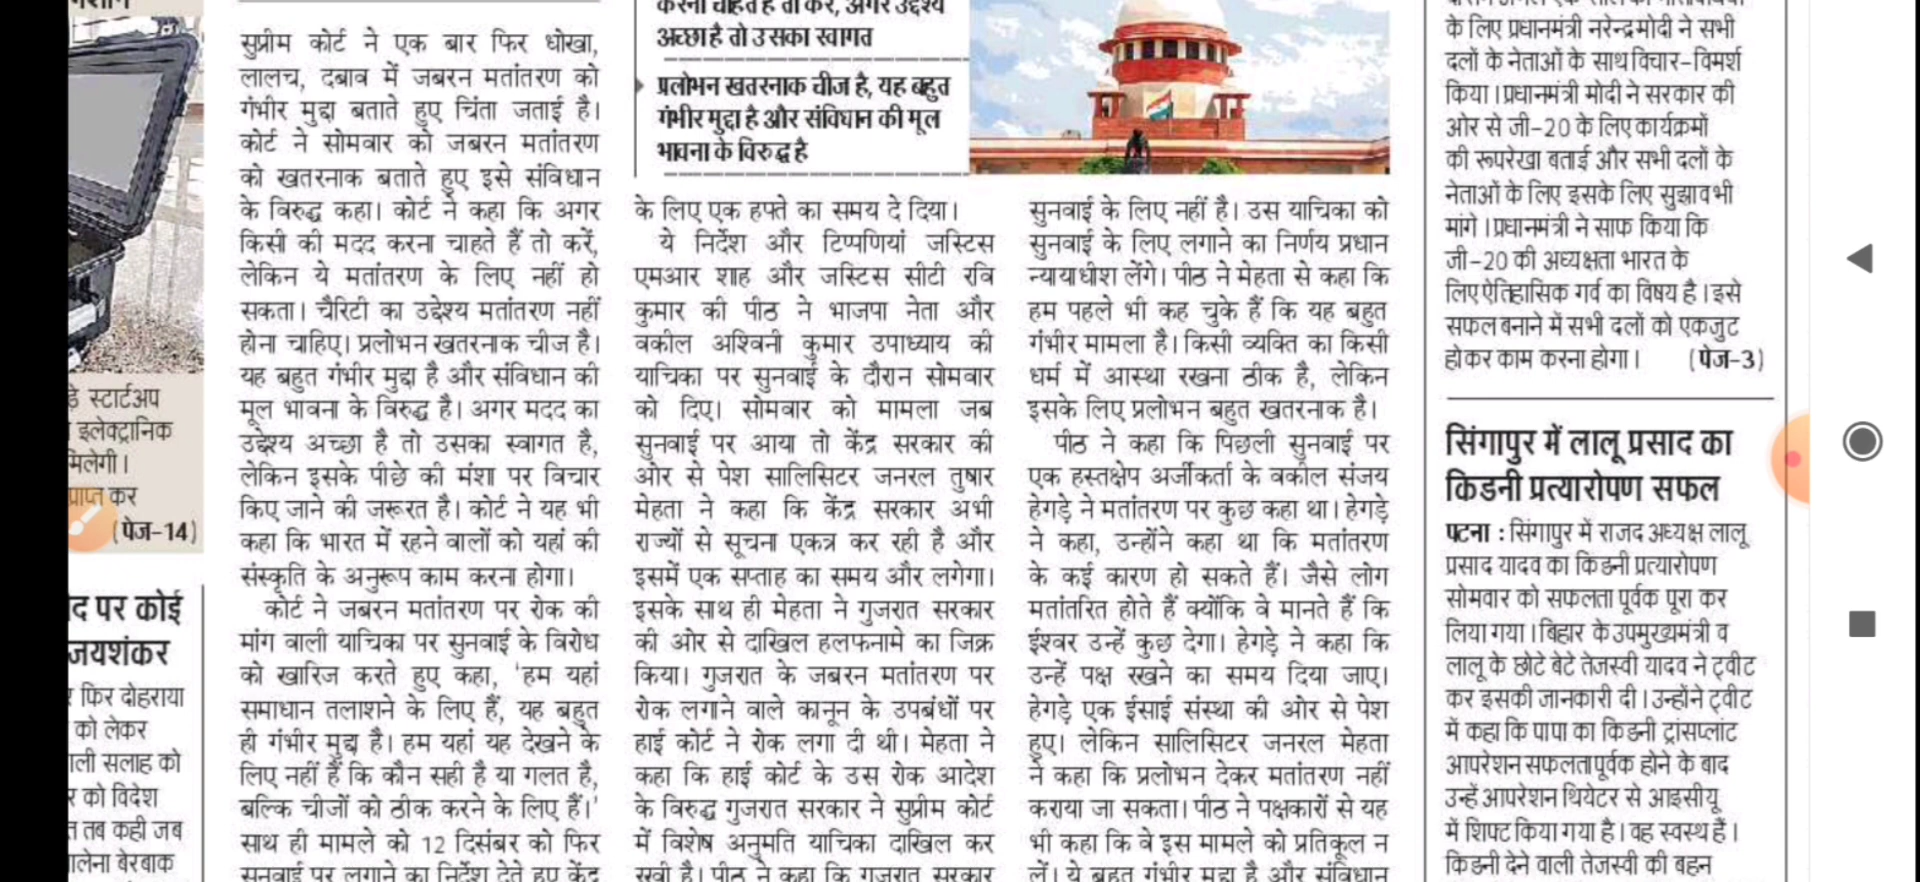 सुप्रीम कोर्ट ने एक बार फिर धोखा,
लालच, दबाव में जबरन मतांतरण को
गंभीर मुद्दा बताते हुए चिंता जताई है।
कोर्ट ने सोमवार को जबरन मतांतरण
को खतरनाक बताते हुए इसे संविधान
के विरुद्ध कहा। कोर्ट ने कहा कि अगर
किसी की मदद करना चाहते हैं तो करें,
लेकिन ये मतांतरण के लिए नहीं हो
सकता। चैरिटी का उद्देश्य मतांतरण नहीं
होना चाहिए। प्रलोभन खतरनाक चीज है।
यह बहुत गंभीर मुद्दा है और संविधान की
मूल भावना के विरुद्ध है। अगर मदद का
उद्देश्य अच्छा है तो उसका स्वागत है,
लेकिन इसके पीछे की मंशा पर विचार
किए जाने की जरूरत है। कोर्ट ने यह भी
कहा कि भारत में रहने वालों को यहां की
संस्कृति के अनुरूप काम करना होगा।
कोर्ट ने जबरन मतांतरण पर रोक की
मांग वाली याचिका पर सुनवाई के विरोध
को खारिज करते हुए कहा, 'हम यहां
समाधान तलाशने के लिए हैं, यह बहुत
ही गंभीर मुद्दा है। हम यहां यह देखने के
लिए नहीं हैं कि कौन सही है या गलत है,
बल्कि चीजों को ठीक करने के लिए हैं।'
साथ ही मामले को 12 दिसंबर को फिर
सुनवाई पर लगाने का निर्देश देते हुए केंद्र
करना चाहते हैं तो करें, अगर उद्देश्य
अच्छा है तो उसका स्वागत
प्रलोभन खतरनाक चीज है, यह बहुत
गंभीर मुद्दा है और संविधान की मूल
भावना के विरुद्ध है
के लिए एक हफ्ते का समय दे दिया।
ये निर्देश और टिप्पणियां जस्टिस
एमआर शाह और जस्टिस सीटी रवि
कुमार की पीठ ने भाजपा नेता और
वकील अश्विनी कुमार उपाध्याय की
याचिका पर सुनवाई के दौरान सोमवार
को दिए। सोमवार को मामला जब
सुनवाई पर आया तो केंद्र सरकार की
ओर से पेश सालिसिटर जनरल तुषार
मेहता ने कहा कि केंद्र सरकार अभी
राज्यों से सूचना एकत्र कर रही है और
इसमें एक सप्ताह का समय और लगेगा।
इसके साथ ही मेहता ने गुजरात सरकार
की ओर से दाखिल हलफनामे का जिक्र
किया। गुजरात के जबरन मतांतरण पर
रोक लगाने वाले कानून के उपबंधों पर
हाई कोर्ट ने रोक लगा दी थी। मेहता ने
कहा कि हाई कोर्ट के उस रोक आदेश
के विरुद्ध गुजरात सरकार ने सुप्रीम कोर्ट
में विशेष अनुमति याचिका दाखिल कर
रखी है। पीठ ने कहा कि गुजरात सरकार
सुनवाई के लिए नहीं है। उस याचिका को
सुनवाई के लिए लगाने का निर्णय प्रधान
न्यायाधीश लेंगे। पीठ ने मेहता से कहा कि
हम पहले भी कह चुके हैं कि यह बहुत
गंभीर मामला है। किसी व्यक्ति का किसी
धर्म में आस्था रखना ठीक है, लेकिन
इसके लिए प्रलोभन बहुत खतरनाक है।
पीठ ने कहा कि पिछली सुनवाई पर
एक हस्तक्षेप अर्जीकर्ता के वकील संजय
हेगड़े ने मतांतरण पर कुछ कहा था। हेगड़े
ने कहा, उन्होंने कहा था कि मतांतरण
के कई कारण हो सकते हैं। जैसे लोग
मतांतरित होते हैं क्योंकि वे मानते हैं कि
ईश्वर उन्हें कुछ देगा। हेगड़े ने कहा कि
उन्हें पक्ष रखने का समय दिया जाए।
हेगड़े एक ईसाई संस्था की ओर से पेश
हुए। लेकिन सालिसिटर जनरल मेहता
ने कहा कि प्रलोभन देकर मतांतरण नहीं
कराया जा सकता। पीठ ने पक्षकारों से यह
भी कहा कि वे इस मामले को प्रतिकूल न
लें। ये बहुत गंभीर मुद्दा है और संविधान
के लिए प्रधानमंत्री नरेन्द्र मोदी ने सभी
दलों के नेताओं के साथ विचार-विमर्श
किया। प्रधानमंत्री मोदी ने सरकार की
ओर से जी-20 के लिए कार्यक्रमों
की रूपरेखा बताई और सभी दलों के
नेताओं के लिए इसके लिए सुझाव भी
मांगे। प्रधानमंत्री ने साफ किया कि
जी-20 की अध्यक्षता भारत के
लिए ऐतिहासिक गर्व का विषय है। इसे
सफल बनाने में सभी दलों को एकजुट
होकर काम करना होगा। (पेज-3)
सिंगापुर में लालू प्रसाद का
किडनी प्रत्यारोपण सफल
पटना : सिंगापुर में राजद अध्यक्ष लालू
प्रसाद यादव का किडनी प्रत्यारोपण
सोमवार को सफलता पूर्वक पूरा कर
लिया गया। बिहार के उपमुख्यमंत्री व
लालू के छोटे बेटे तेजस्वी यादव ने ट्वीट
कर इसकी जानकारी दी। उन्होंने ट्वीट
में कहा कि पापा का किडनी ट्रांसप्लांट
आपरेशन सफलतापूर्वक होने के बाद
उन्हें आपरेशन थियेटर से आइसीयू
में शिफ्ट किया गया है। वह स्वस्थ हैं।
किडनी देने वाली तेजस्वी की बहन
स्टार्टअप
इलेक्ट्रानिक
मिलेगी।
प्राप्त कर
(पेज-14)
पर कोई
जयशंकर
फिर दोहराया
को लेकर
सलाह को
को विदेश
तब कही जब
बेरबाक